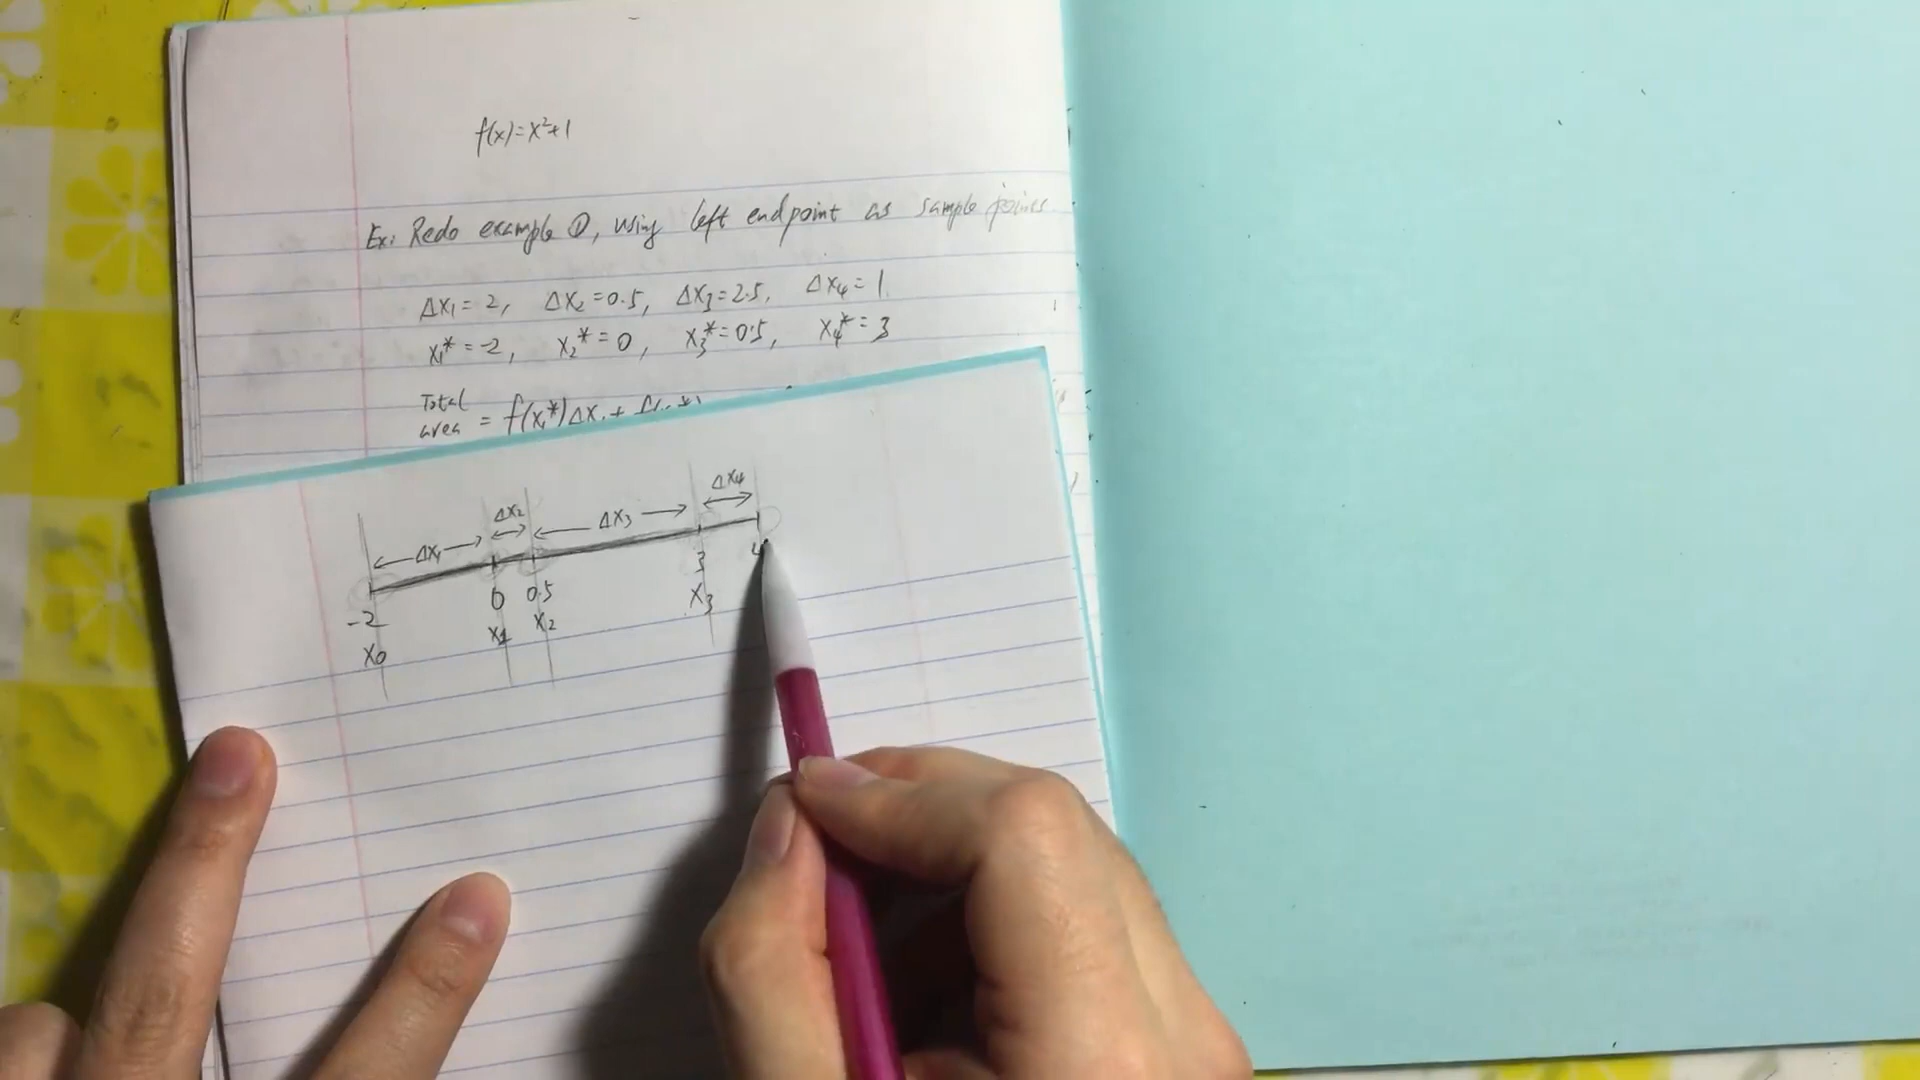 f(x)=x²+1
Ex: Redo example ①, using left endpoint as sample points
Δx₁= 2, Δx₂=0.5, Δx₃=2.5, Δx₄= 1
x₁*=-2, x₂*=0, x₃*=0.5, x₄*=3
Total
area = f(x₁*)Δx₁+
Δx₁ Δx₂ Δx₃ Δx₄
-2 0 0.5 3 4
x₀ x₁ x₂ x₃